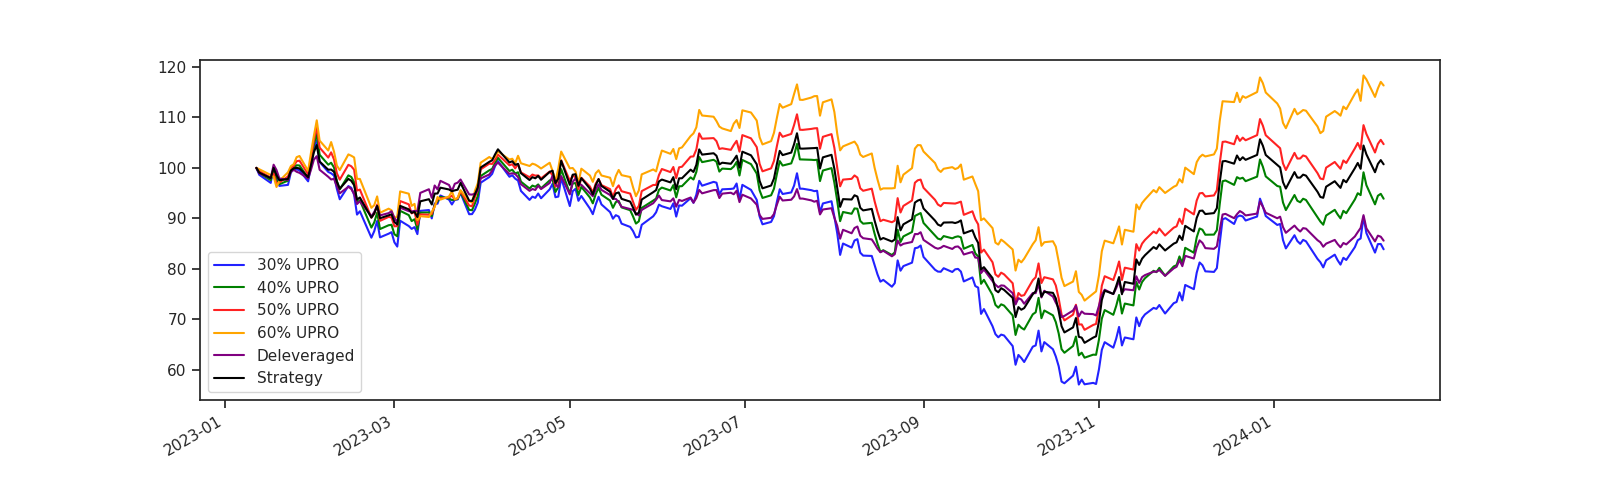 120
110
100
90
80
70
60
30% UPRO
40% UPRO
50% UPRO
60% UPRO
Deleveraged
Strategy
2023-01
2023-03
2023-05
2023-07
2023-09
2023-11
2024-01